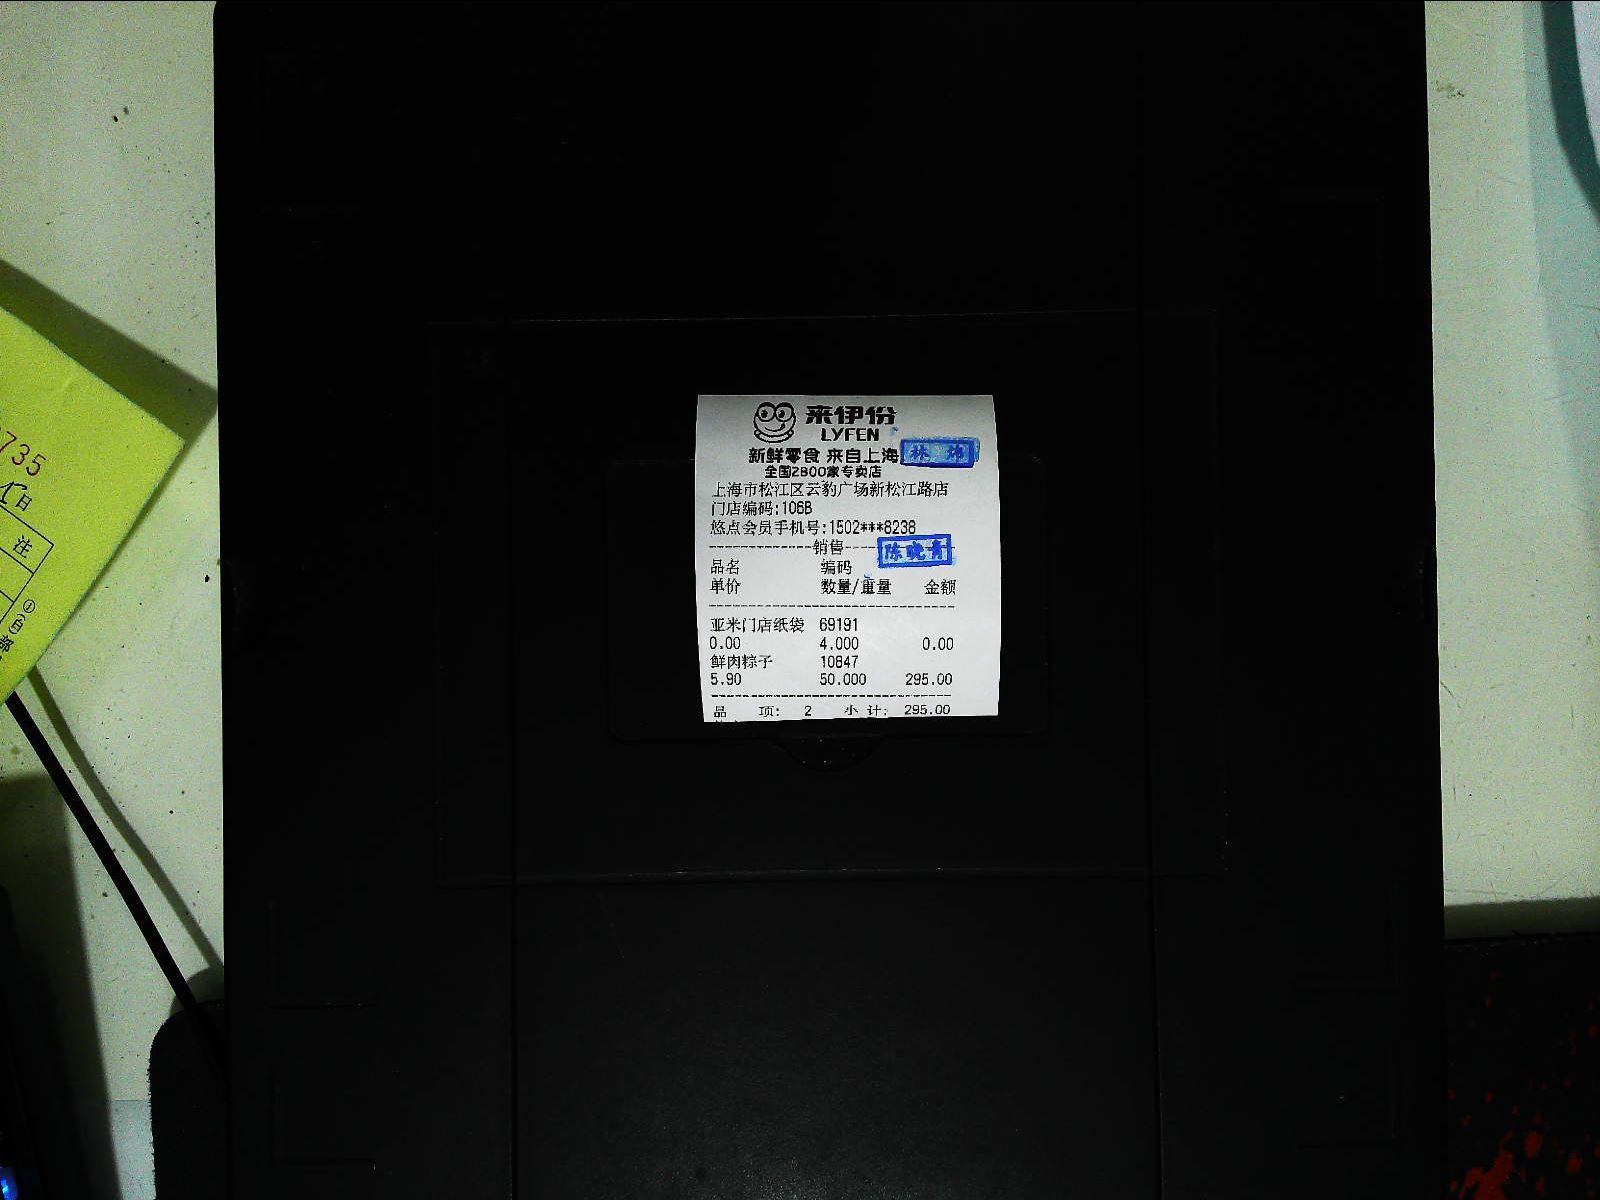 来伊份
LYFEN
新鲜零食 来自上海
全国2800家专卖店
上海市松江区云豹广场新松江路店
门店编码:106B
悠点会员手机号:1502***8238
销售
陈晓青
品名 编码
单价 数量/重量 金额
亚米门店纸袋 69191
0.00 4.000 0.00
鲜肉粽子 10847
5.90 50.000 295.00
品 项: 2 小 计: 295.00
735
日
注